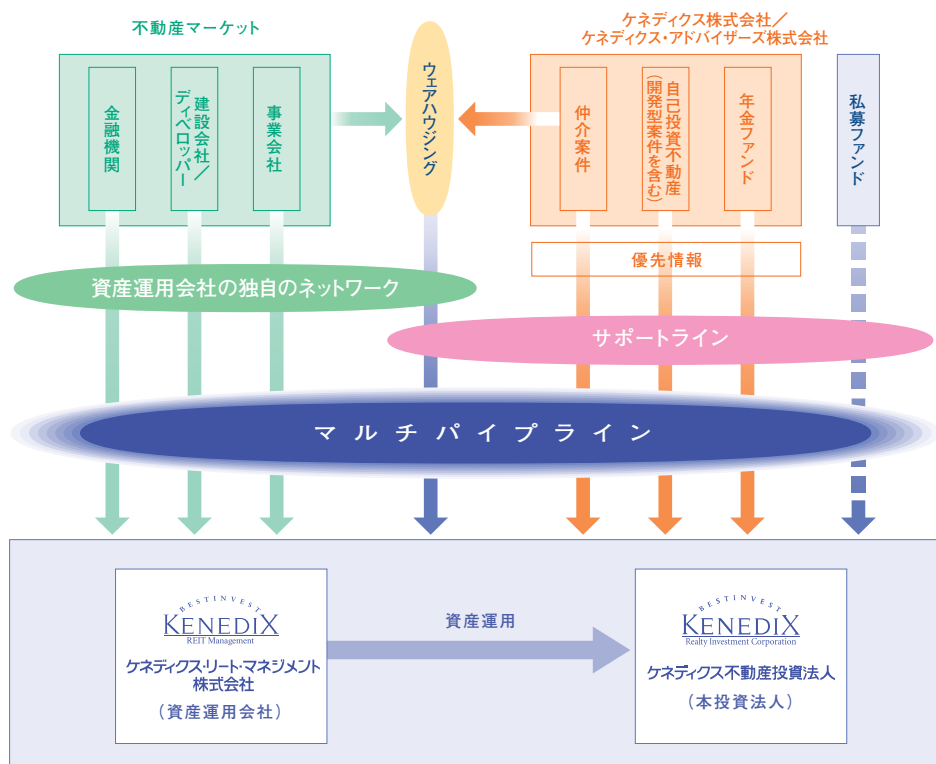 不動産マーケット
ケネディクス株式会社／
ケネディクス・アドバイザーズ株式会社
金融機関
建設会社／
ディベロッパー
事業会社
ウェアハウジング
仲介案件
自己投資不動産
(開発型案件を含む)
年金ファンド
私募ファンド
優先情報
資産運用会社の独自のネットワーク
サポートライン
マルチパイプライン
BESTINVEST
KENEDIX
REIT Management
ケネディクス・リート・マネジメント
株式会社
（資産運用会社）
資産運用
BESTINVEST
KENEDIX
Realty Investment Corporation
ケネディクス不動産投資法人
（本投資法人）